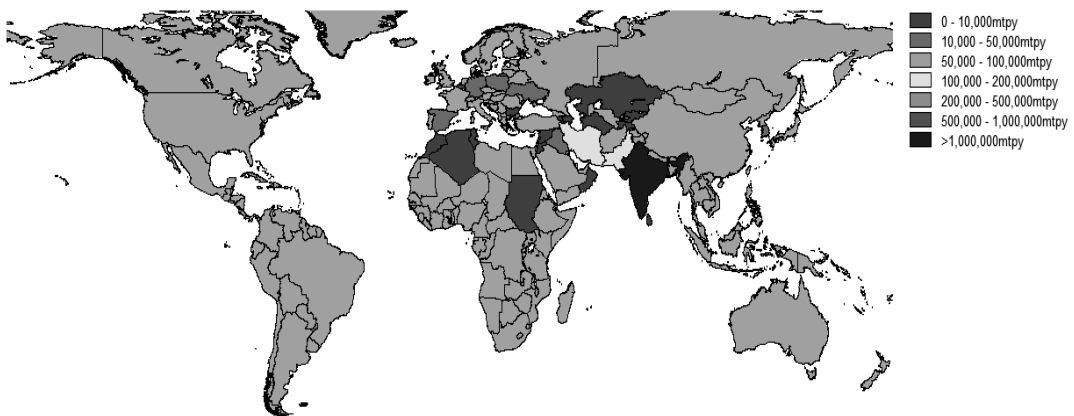 0 - 10,000mtpy
10,000 - 50,000mtpy
50,000 - 100,000mtpy
100,000 - 200,000mtpy
200,000 - 500,000mtpy
500,000 - 1,000,000mtpy
>1,000,000mtpy